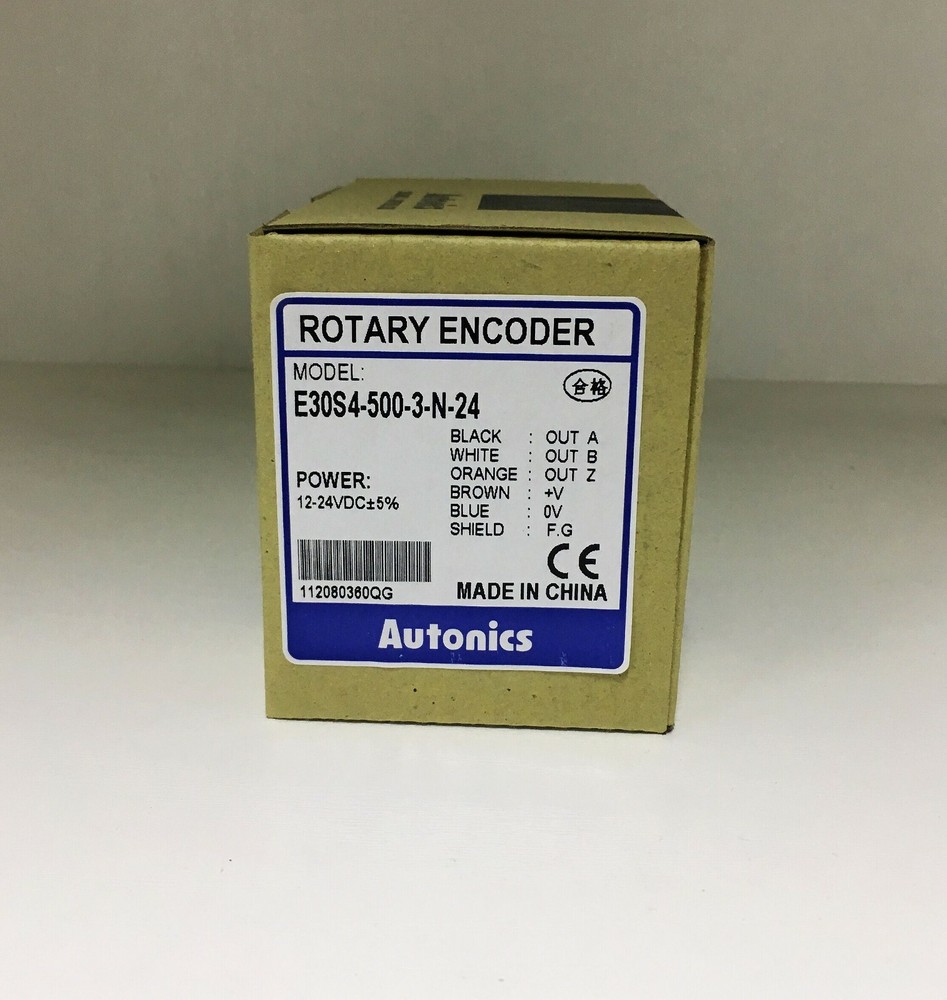 ROTARY ENCODER
MODEL:
合格
E30S4-500-3-N-24
BLACK : OUT A
WHITE : OUT B
ORANGE : OUT Z
BROWN : +V
BLUE : 0V
SHIELD : F.G
POWER:
12-24VDC±5%
CE
112080360QG
MADE IN CHINA
Autonics